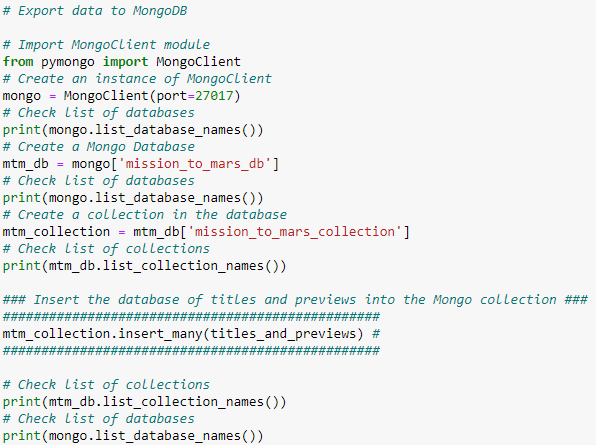 # Export data to MongoDB
# Import MongoClient module
from pymongo import MongoClient
# Create an instance of MongoClient
mongo = MongoClient(port=27017)
# Check list of databases
print(mongo.list_database_names())
# Create a Mongo Database
mtm_db = mongo['mission_to_mars_db']
# Check list of databases
print(mongo.list_database_names())
# Create a collection in the database
mtm_collection = mtm_db['mission_to_mars_collection']
# Check list of collections
print(mtm_db.list_collection_names())
### Insert the database of titles and previews into the Mongo collection ###
##################################################
mtm_collection.insert_many(titles_and_previews) #
##################################################
# Check list of collections
print(mtm_db.list_collection_names())
# Check list of databases
print(mongo.list_database_names())